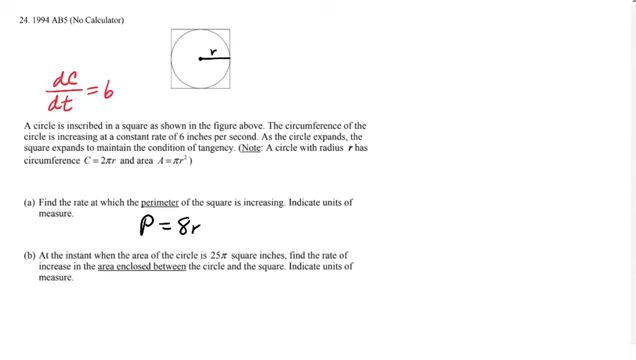 24. 1994 AB5 (No Calculator)
r
dC
dt = 6
A circle is inscribed in a square as shown in the figure above. The circumference of the
circle is increasing at a constant rate of 6 inches per second. As the circle expands, the
square expands to maintain the condition of tangency. (Note: A circle with radius r has
circumference C = 2πr and area A = πr² )
(a) Find the rate at which the perimeter of the square is increasing. Indicate units of
measure.
P = 8r
(b) At the instant when the area of the circle is 25π square inches, find the rate of
increase in the area enclosed between the circle and the square. Indicate units of
measure.